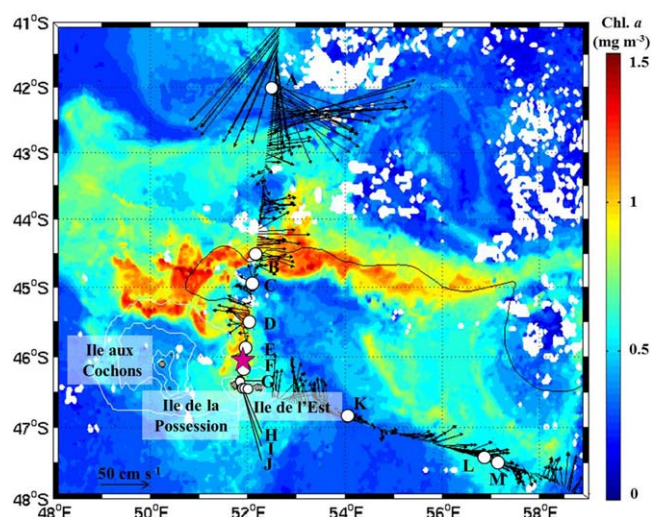 Chl. a
(mg m-3)
41°S
42°S
43°S
44°S
45°S
46°S
47°S
48°S
48°E
50°E
52°E
54°E
56°E
58°E
1.5
1
0.5
0
A
B
C
D
E
F
G
H
I
J
K
L
M
Ile aux
Cochons
Ile de la
Possession
Ile de l'Est
50 cm s-1